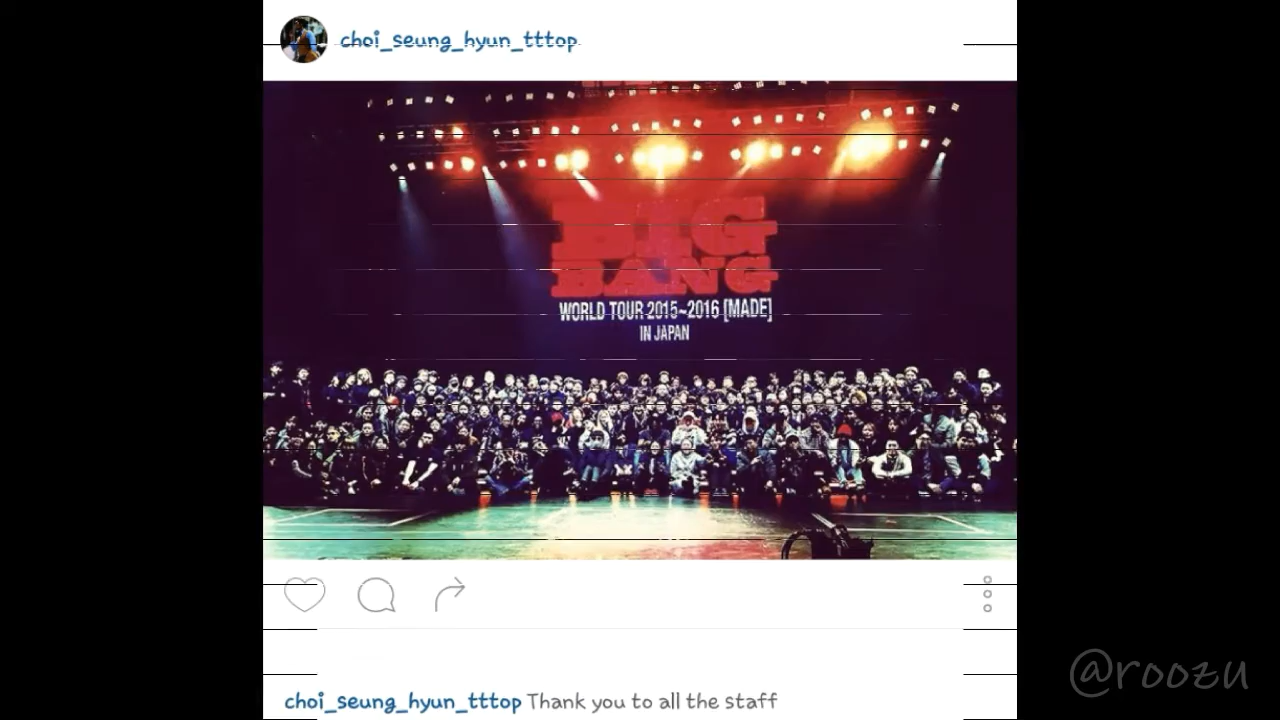 choi_seung_hyun_tttop
BIG
BANG
WORLD TOUR 2015~2016 [MADE]
IN JAPAN
choi_seung_hyun_tttop Thank you to all the staff
@roozu